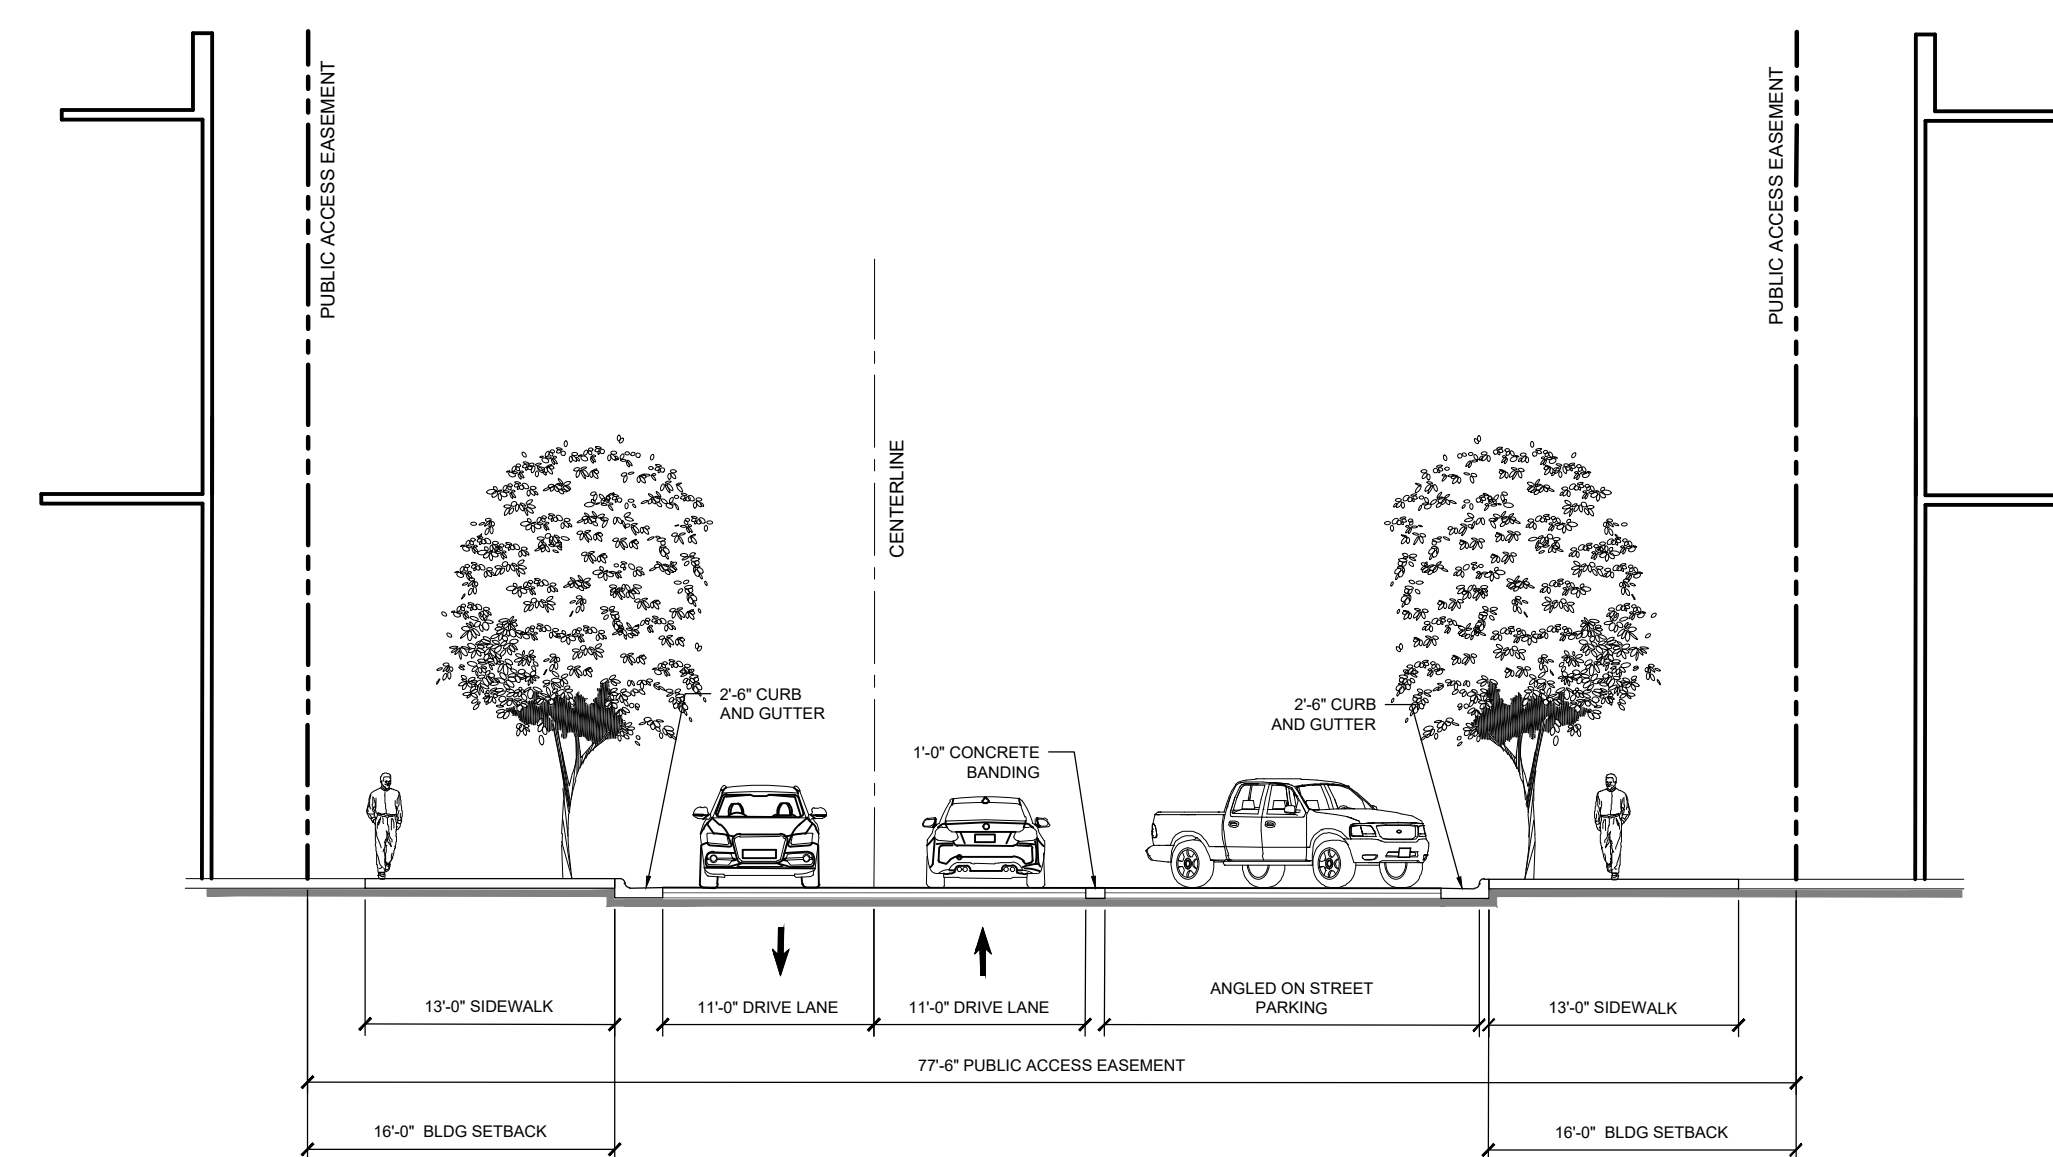 PUBLIC ACCESS EASEMENT
PUBLIC ACCESS EASEMENT
CENTERLINE
2'-6" CURB
AND GUTTER
2'-6" CURB
AND GUTTER
1'-0" CONCRETE
BANDING
13'-0" SIDEWALK
11'-0" DRIVE LANE
11'-0" DRIVE LANE
ANGLED ON STREET
PARKING
13'-0" SIDEWALK
77'-6" PUBLIC ACCESS EASEMENT
16'-0" BLDG SETBACK
16'-0" BLDG SETBACK